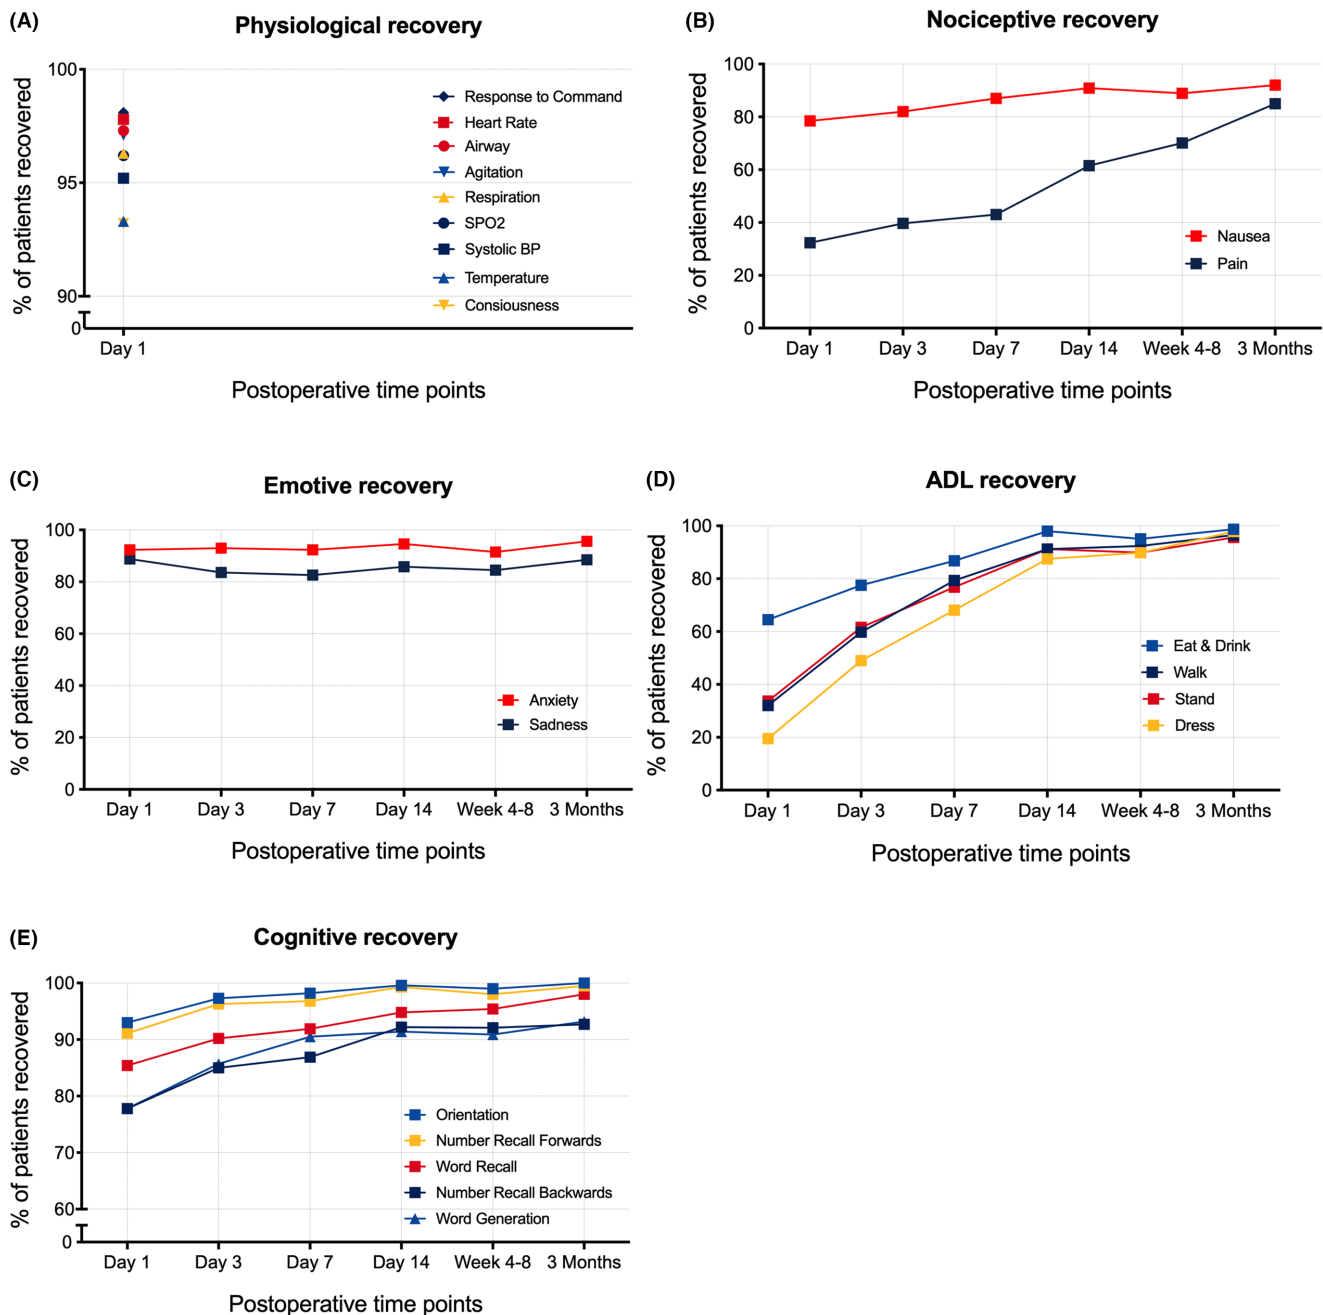 (A)
Physiological recovery
% of patients recovered
100
95
90
0
Response to Command
Heart Rate
Airway
Agitation
Respiration
SPO2
Systolic BP
Temperature
Consiousness
Day 1
Postoperative time points
(B)
Nociceptive recovery
% of patients recovered
100
80
60
40
20
0
Nausea
Pain
Day 1 Day 3 Day 7 Day 14 Week 4-8 3 Months
Postoperative time points
(C)
Emotive recovery
% of patients recovered
100
80
60
40
20
0
Anxiety
Sadness
Day 1 Day 3 Day 7 Day 14 Week 4-8 3 Months
Postoperative time points
(D)
ADL recovery
% of patients recovered
100
80
60
40
20
0
Eat & Drink
Walk
Stand
Dress
Day 1 Day 3 Day 7 Day 14 Week 4-8 3 Months
Postoperative time points
(E)
Cognitive recovery
% of patients recovered
100
90
80
70
60
0
Orientation
Number Recall Forwards
Word Recall
Number Recall Backwards
Word Generation
Day 1 Day 3 Day 7 Day 14 Week 4-8 3 Months
Postoperative time points